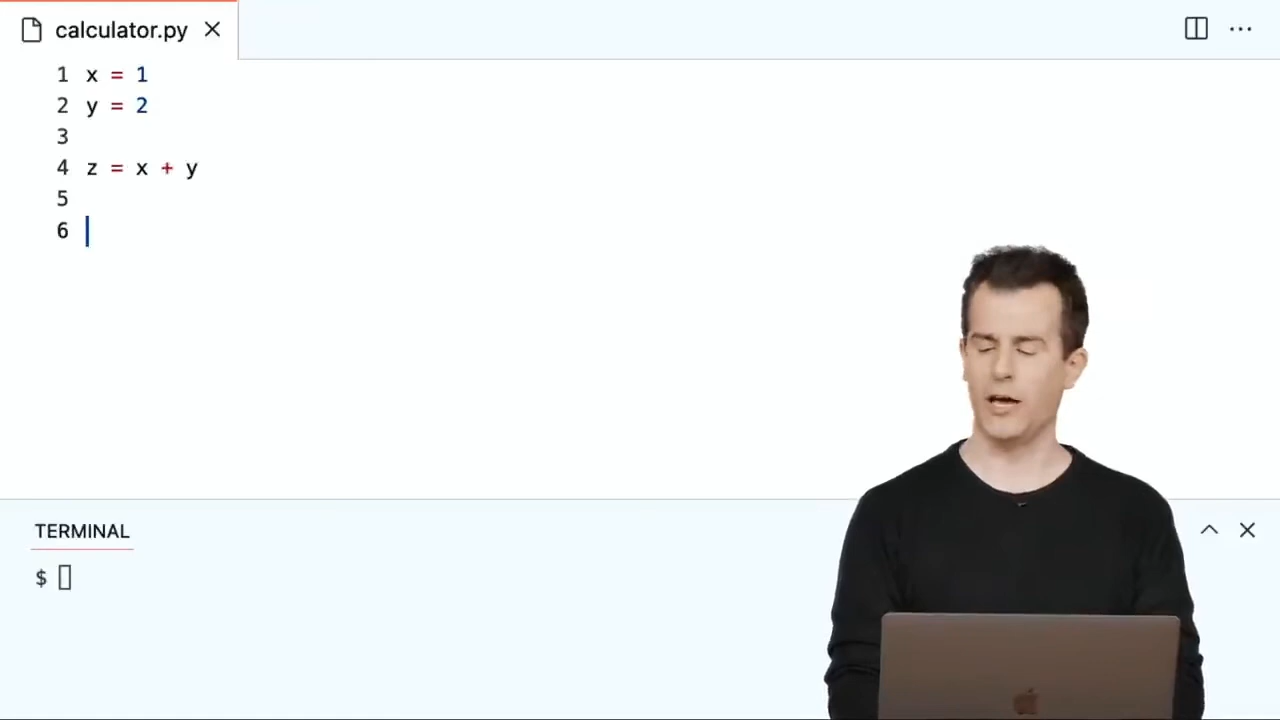 calculator.py
1 x = 1
2 y = 2
3
4 z = x + y
5
6
TERMINAL
$